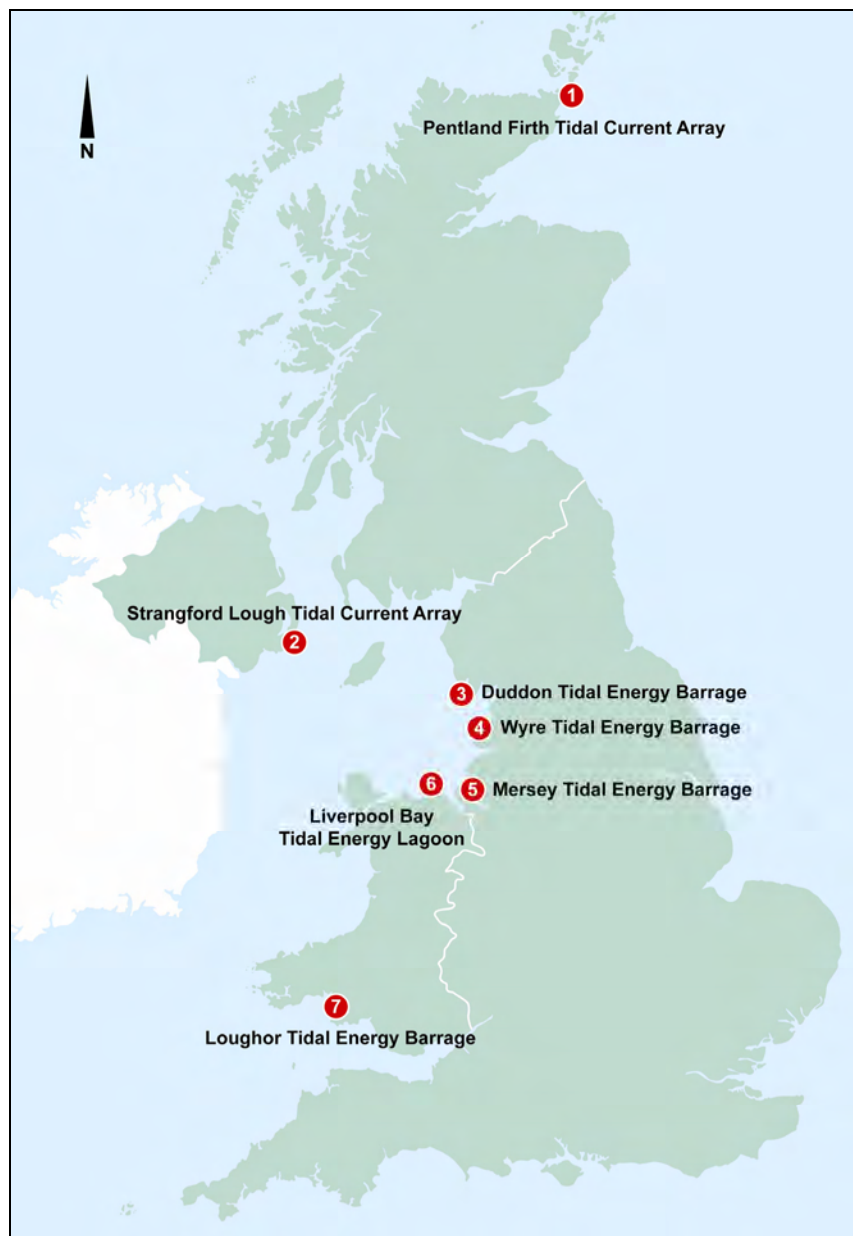 1
Pentland Firth Tidal Current Array
N
Strangford Lough Tidal Current Array
2
3 Duddon Tidal Energy Barrage
4 Wyre Tidal Energy Barrage
6
5 Mersey Tidal Energy Barrage
Liverpool Bay
Tidal Energy Lagoon
7
Loughor Tidal Energy Barrage